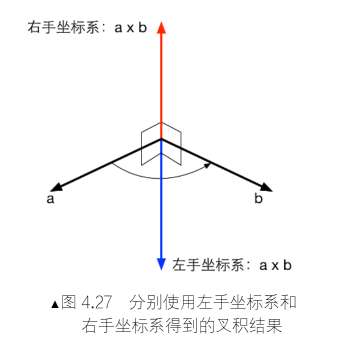 右手坐标系：a x b
a
b
左手坐标系：a x b
▲图 4.27 分别使用左手坐标系和
右手坐标系得到的叉积结果